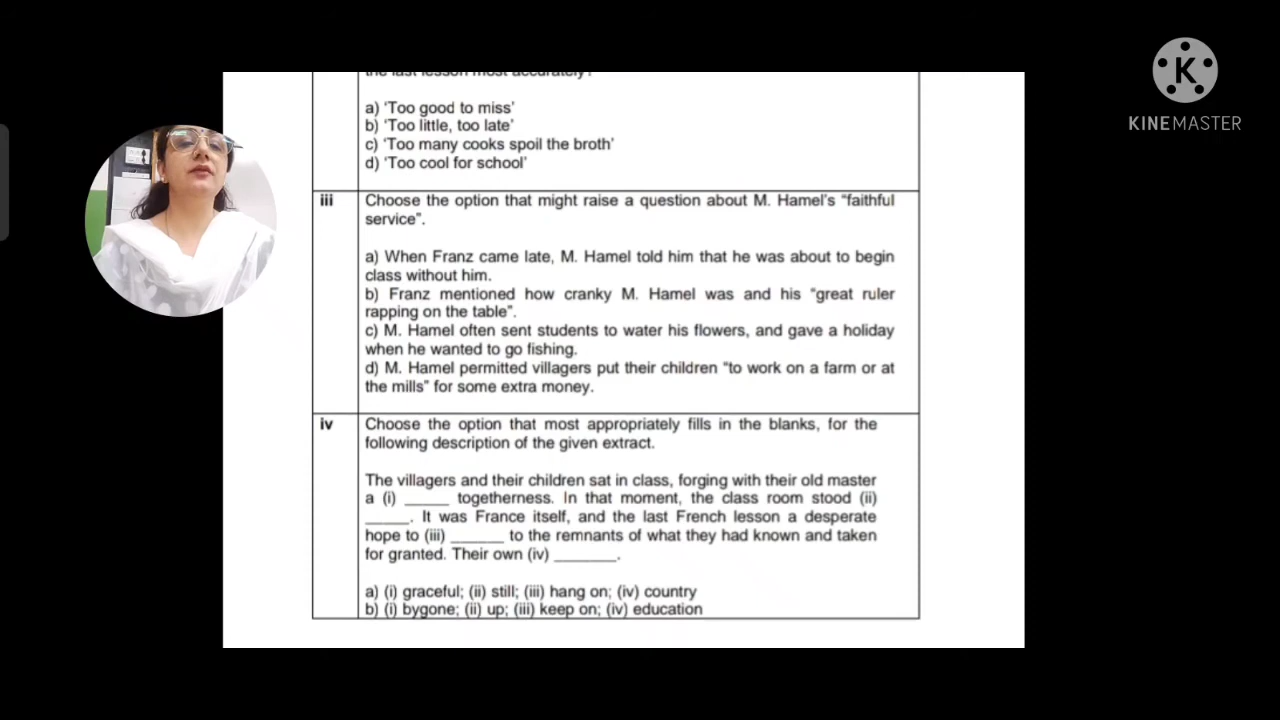 the last lesson most accurately?
a) ‘Too good to miss’
b) ‘Too little, too late’
c) ‘Too many cooks spoil the broth’
d) ‘Too cool for school’
iii Choose the option that might raise a question about M. Hamel’s “faithful
service”.
a) When Franz came late, M. Hamel told him that he was about to begin
class without him.
b) Franz mentioned how cranky M. Hamel was and his “great ruler
rapping on the table”.
c) M. Hamel often sent students to water his flowers, and gave a holiday
when he wanted to go fishing.
d) M. Hamel permitted villagers put their children “to work on a farm or at
the mills” for some extra money.
iv Choose the option that most appropriately fills in the blanks, for the
following description of the given extract.
The villagers and their children sat in class, forging with their old master
a (i) _____ togetherness. In that moment, the class room stood (ii)
_____. It was France itself, and the last French lesson a desperate
hope to (iii) ______ to the remnants of what they had known and taken
for granted. Their own (iv) _______.
a) (i) graceful; (ii) still; (iii) hang on; (iv) country
b) (i) bygone; (ii) up; (iii) keep on; (iv) education
K
KINEMASTER